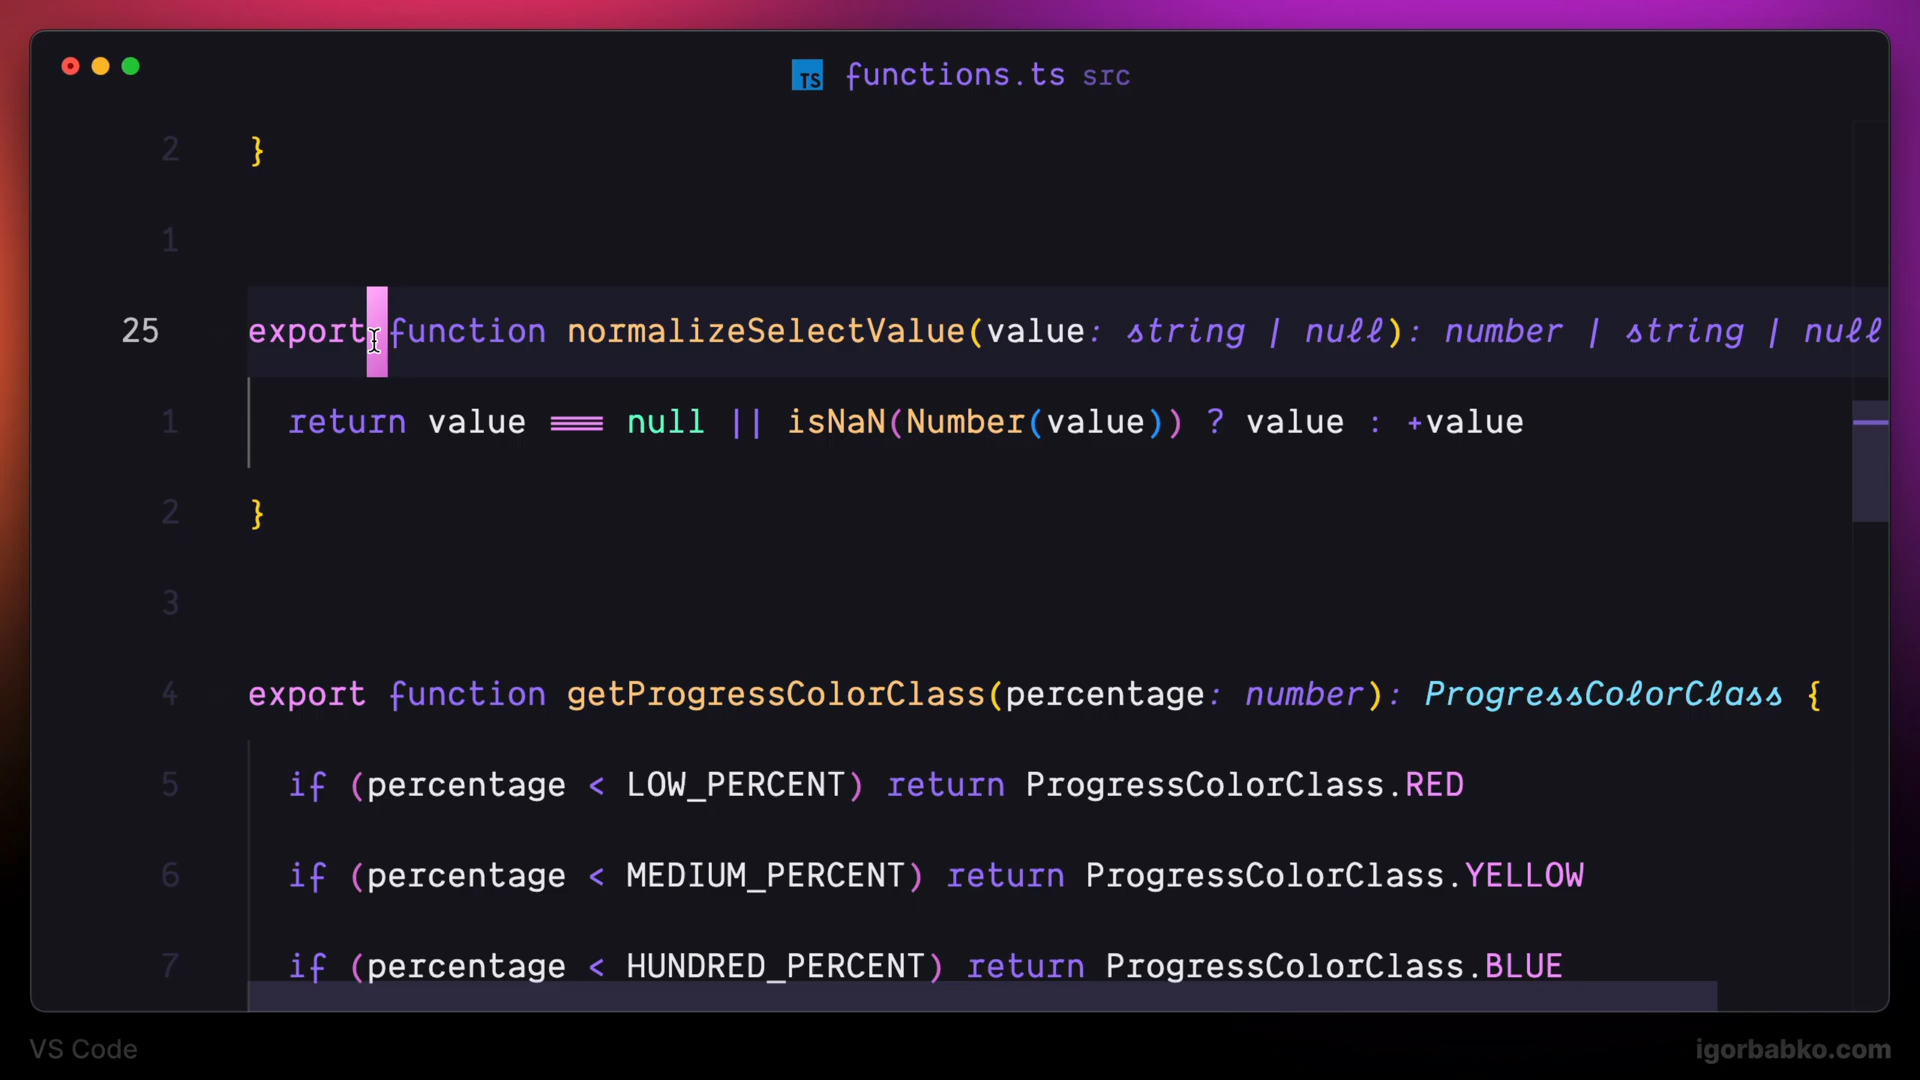 TS functions.ts src
2 }
1
25 export function normalizeSelectValue(value: string | null): number | string | null
1 return value === null || isNaN(Number(value)) ? value : +value
2 }
3
4 export function getProgressColorClass(percentage: number): ProgressColorClass {
5 if (percentage < LOW_PERCENT) return ProgressColorClass.RED
6 if (percentage < MEDIUM_PERCENT) return ProgressColorClass.YELLOW
7 if (percentage < HUNDRED_PERCENT) return ProgressColorClass.BLUE
VS Code
igorbabko.com